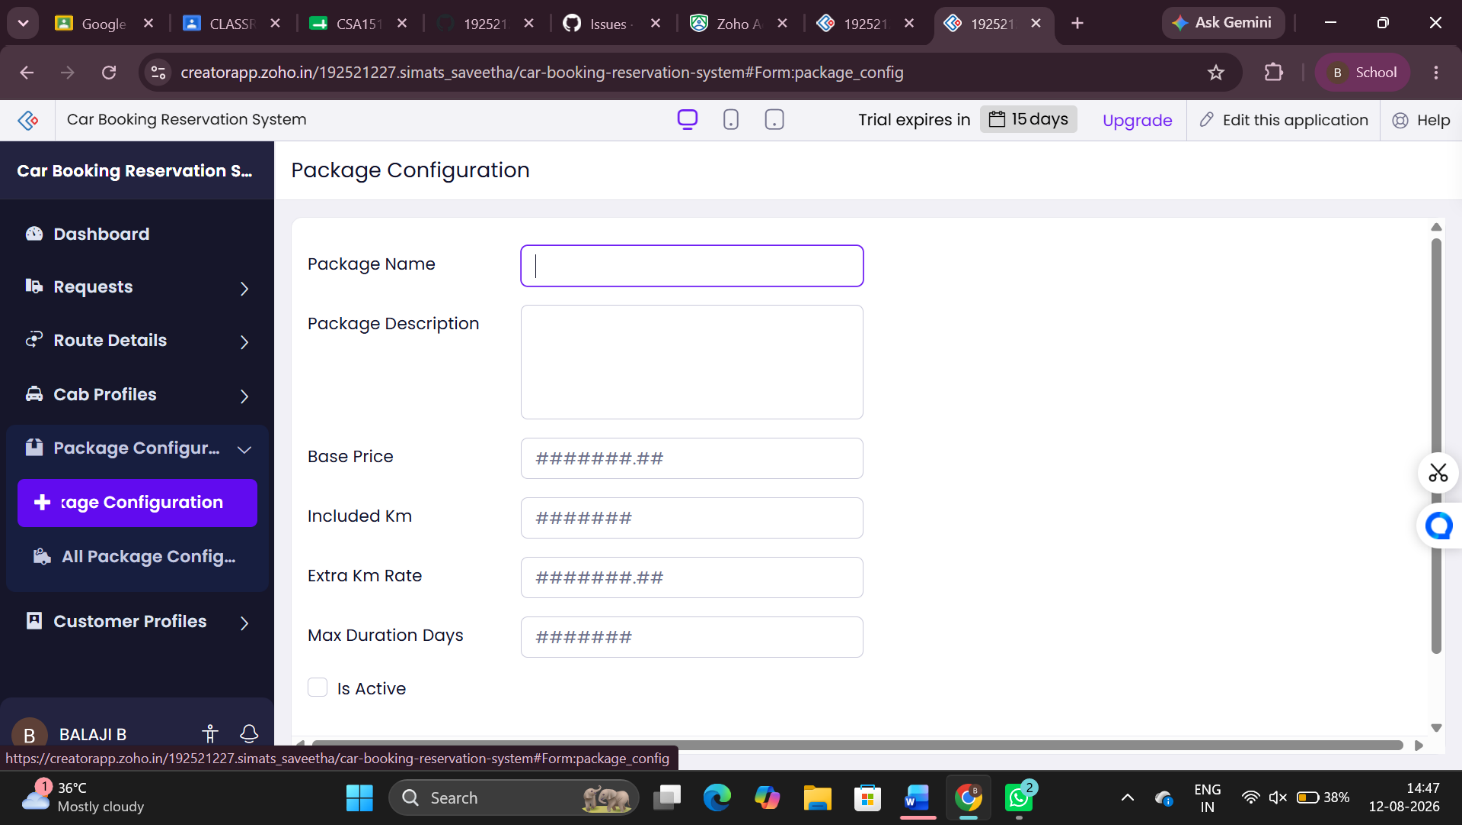 Google
CLASSR
CSA151
192521
Issues ·
Zoho A
192521
192521
Ask Gemini
creatorapp.zoho.in/192521227.simats_saveetha/car-booking-reservation-system#Form:package_config
B School
Car Booking Reservation System
Trial expires in 15 days
Upgrade
Edit this application
Help
Car Booking Reservation S...
Dashboard
Requests
Route Details
Cab Profiles
Package Configur...
kage Configuration
All Package Config...
Customer Profiles
B BALAJI B
Package Configuration
Package Name
Package Description
Base Price
#######.##
Included Km
#######
Extra Km Rate
#######.##
Max Duration Days
#######
Is Active
https://creatorapp.zoho.in/192521227.simats_saveetha/car-booking-reservation-system#Form:package_config
1
36°C
Mostly cloudy
Search
2
ENG
IN
38%
14:47
12-08-2026